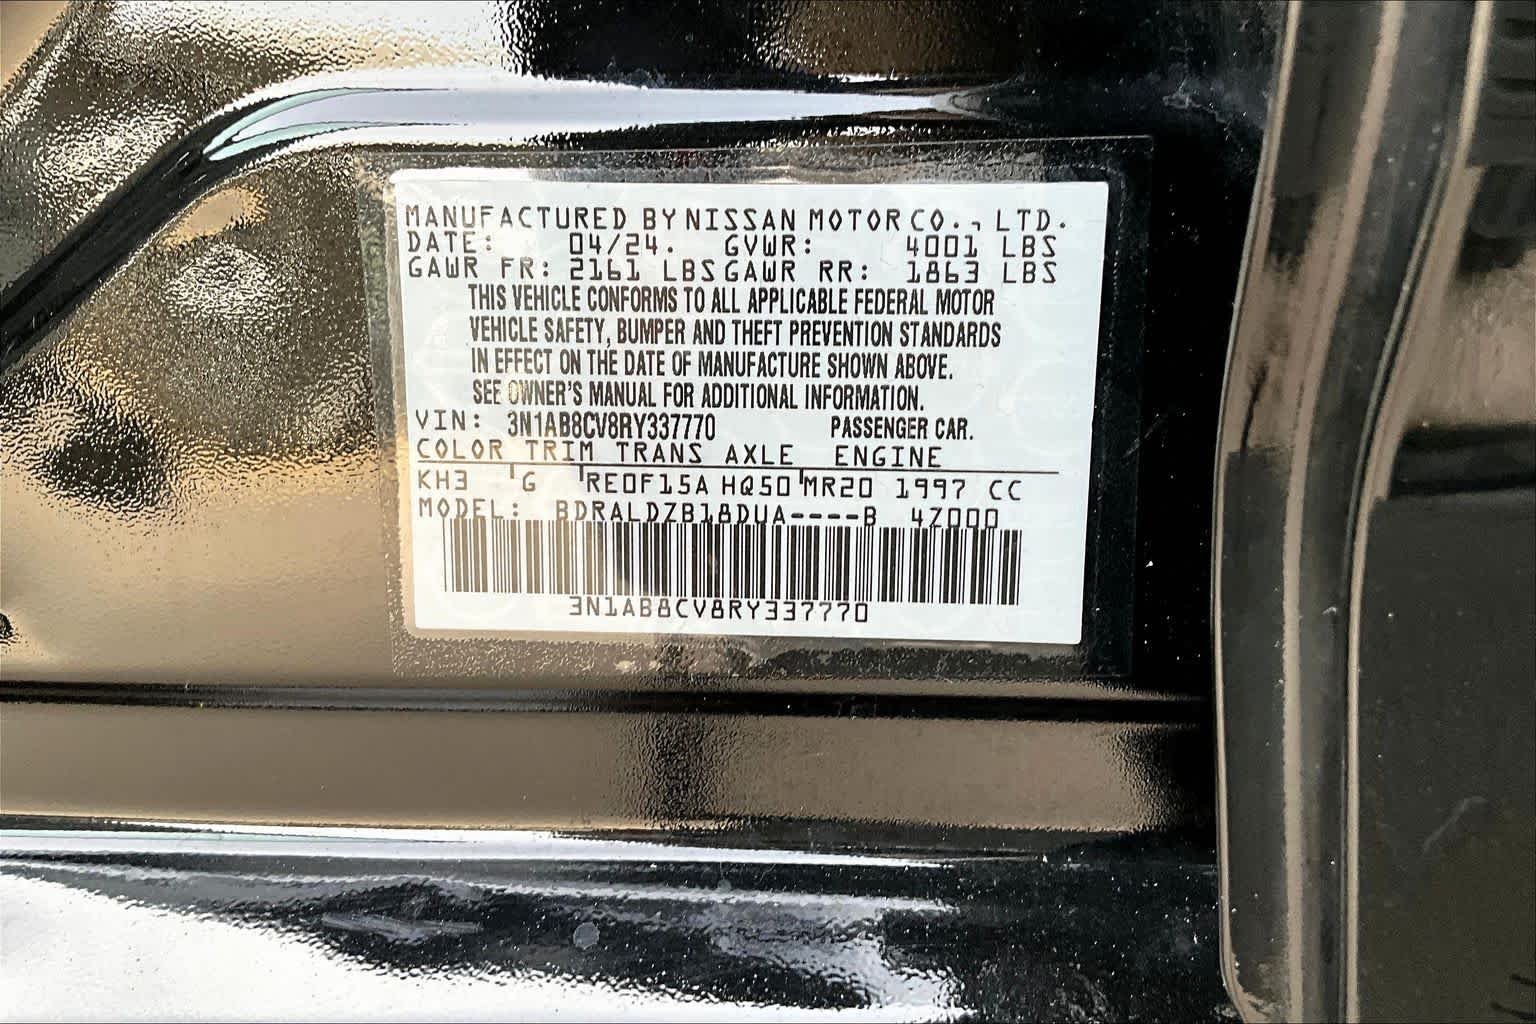 MANUFACTURED BY NISSAN MOTOR CO., LTD.
DATE: 04/24. GVWR: 4001 LBS
GAWR FR: 2161 LBS GAWR RR: 1863 LBS
THIS VEHICLE CONFORMS TO ALL APPLICABLE FEDERAL MOTOR
VEHICLE SAFETY, BUMPER AND THEFT PREVENTION STANDARDS
IN EFFECT ON THE DATE OF MANUFACTURE SHOWN ABOVE.
SEE OWNER'S MANUAL FOR ADDITIONAL INFORMATION.
VIN: 3N1AB8CV8RY337770 PASSENGER CAR.
COLOR TRIM TRANS AXLE ENGINE
KH3 G RE0F15A HQ50 MR20 1997 CC
MODEL: BDRALDZB18DUA----B 4Z000
3N1AB8CV8RY337770